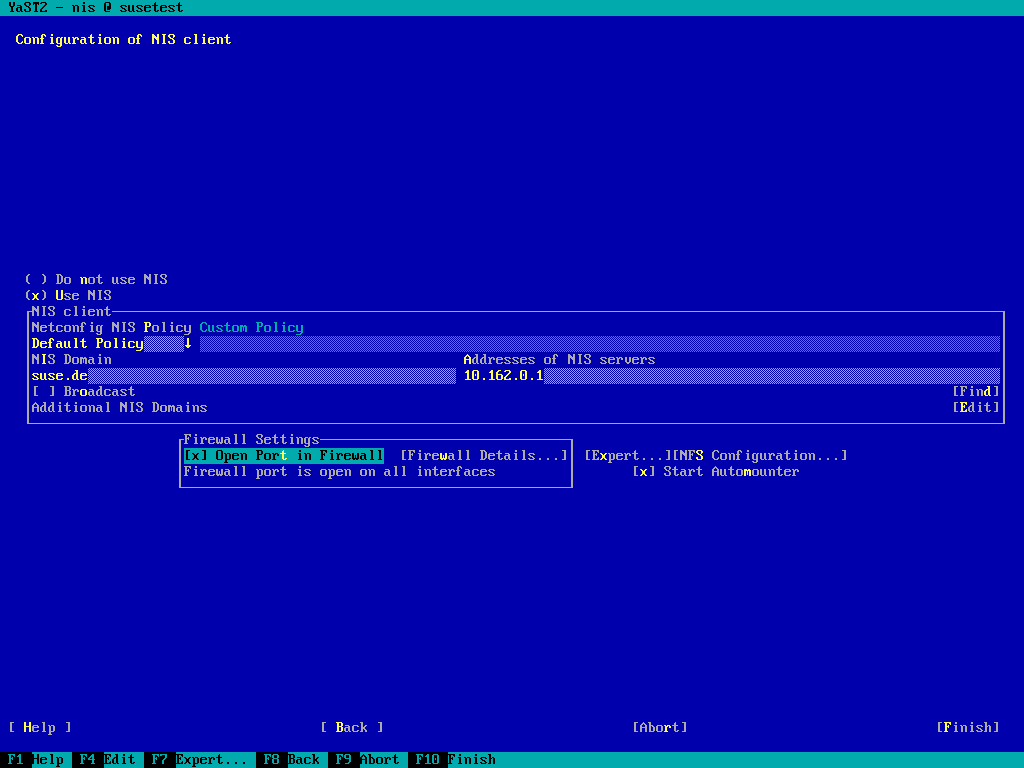 YaST2 - nis @ susetest
Configuration of NIS client
( ) Do not use NIS
(x) Use NIS
NIS client
Netconfig NIS Policy Custom Policy
Default Policy ↓
NIS Domain Addresses of NIS servers
suse.de 10.162.0.1
[ ] Broadcast [Find]
Additional NIS Domains [Edit]
Firewall Settings
[x] Open Port in Firewall [Firewall Details...] [Expert...][NFS Configuration...]
Firewall port is open on all interfaces [x] Start Automounter
[ Help ] [ Back ] [Abort] [Finish]
F1 Help F4 Edit F7 Expert... F8 Back F9 Abort F10 Finish